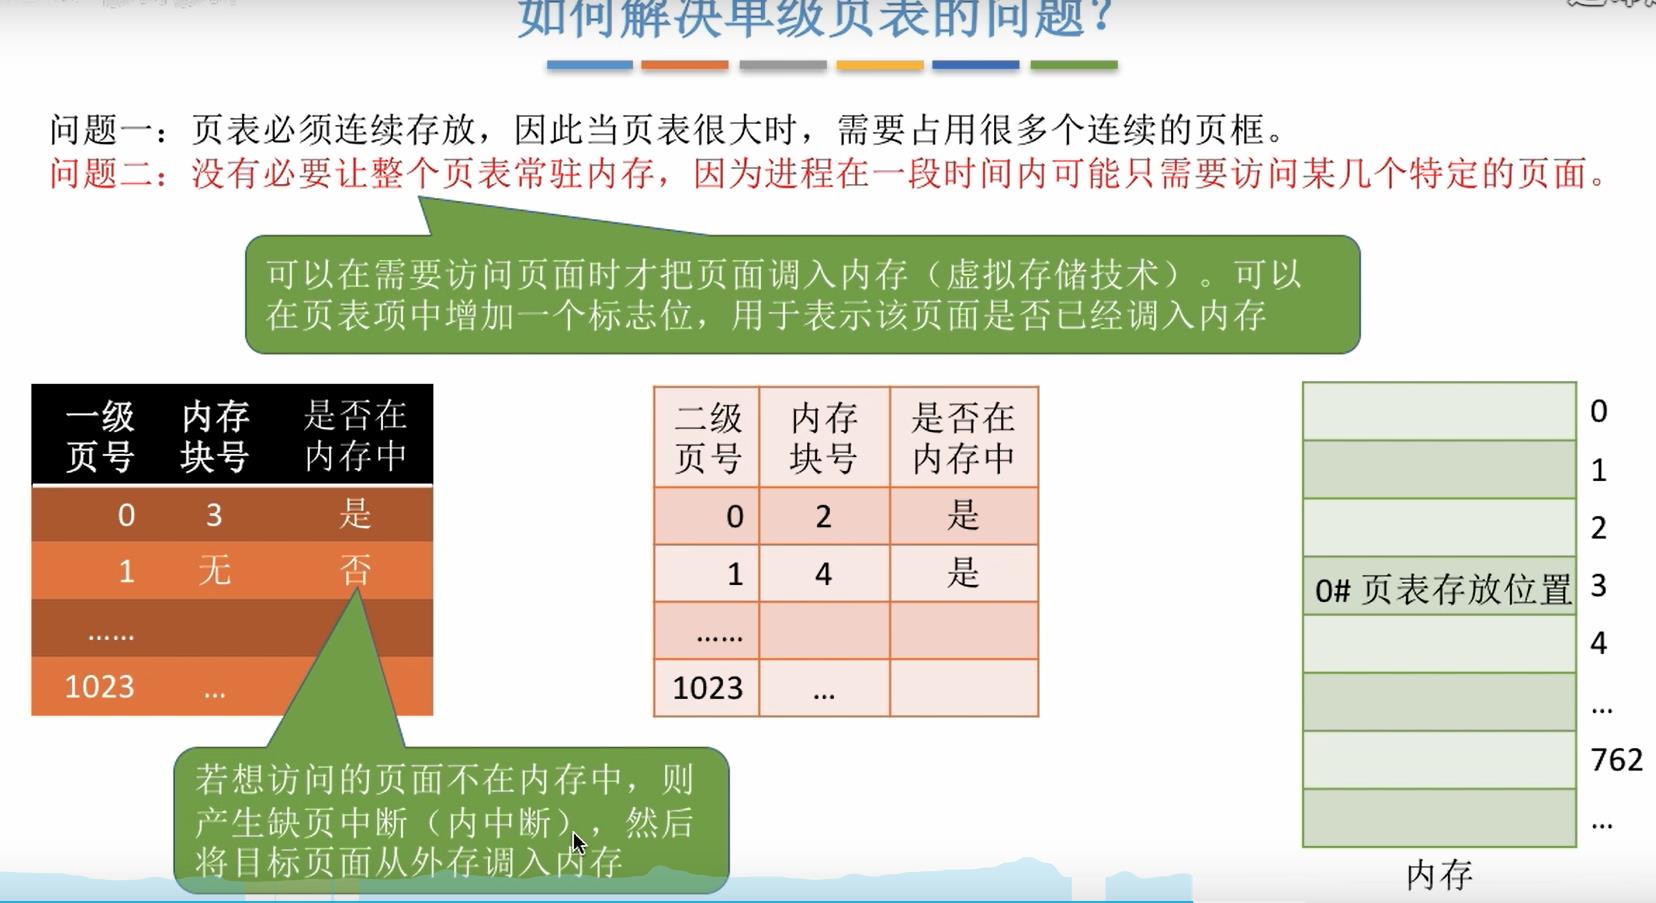 如何解决单级页表的问题？
问题一：页表必须连续存放，因此当页表很大时，需要占用很多个连续的页框。
问题二：没有必要让整个页表常驻内存，因为进程在一段时间内可能只需要访问某几个特定的页面。
可以在需要访问页面时才把页面调入内存（虚拟存储技术）。可以
在页表项中增加一个标志位，用于表示该页面是否已经调入内存
一级 内存 是否在
页号 块号 内存中
0 3 是
1 无 否
......
1023 ...
若想访问的页面不在内存中，则
产生缺页中断（内中断），然后
将目标页面从外存调入内存
二级 内存 是否在
页号 块号 内存中
0 2 是
1 4 是
......
1023 ...
0
1
2
0# 页表存放位置 3
4
...
762
...
内存